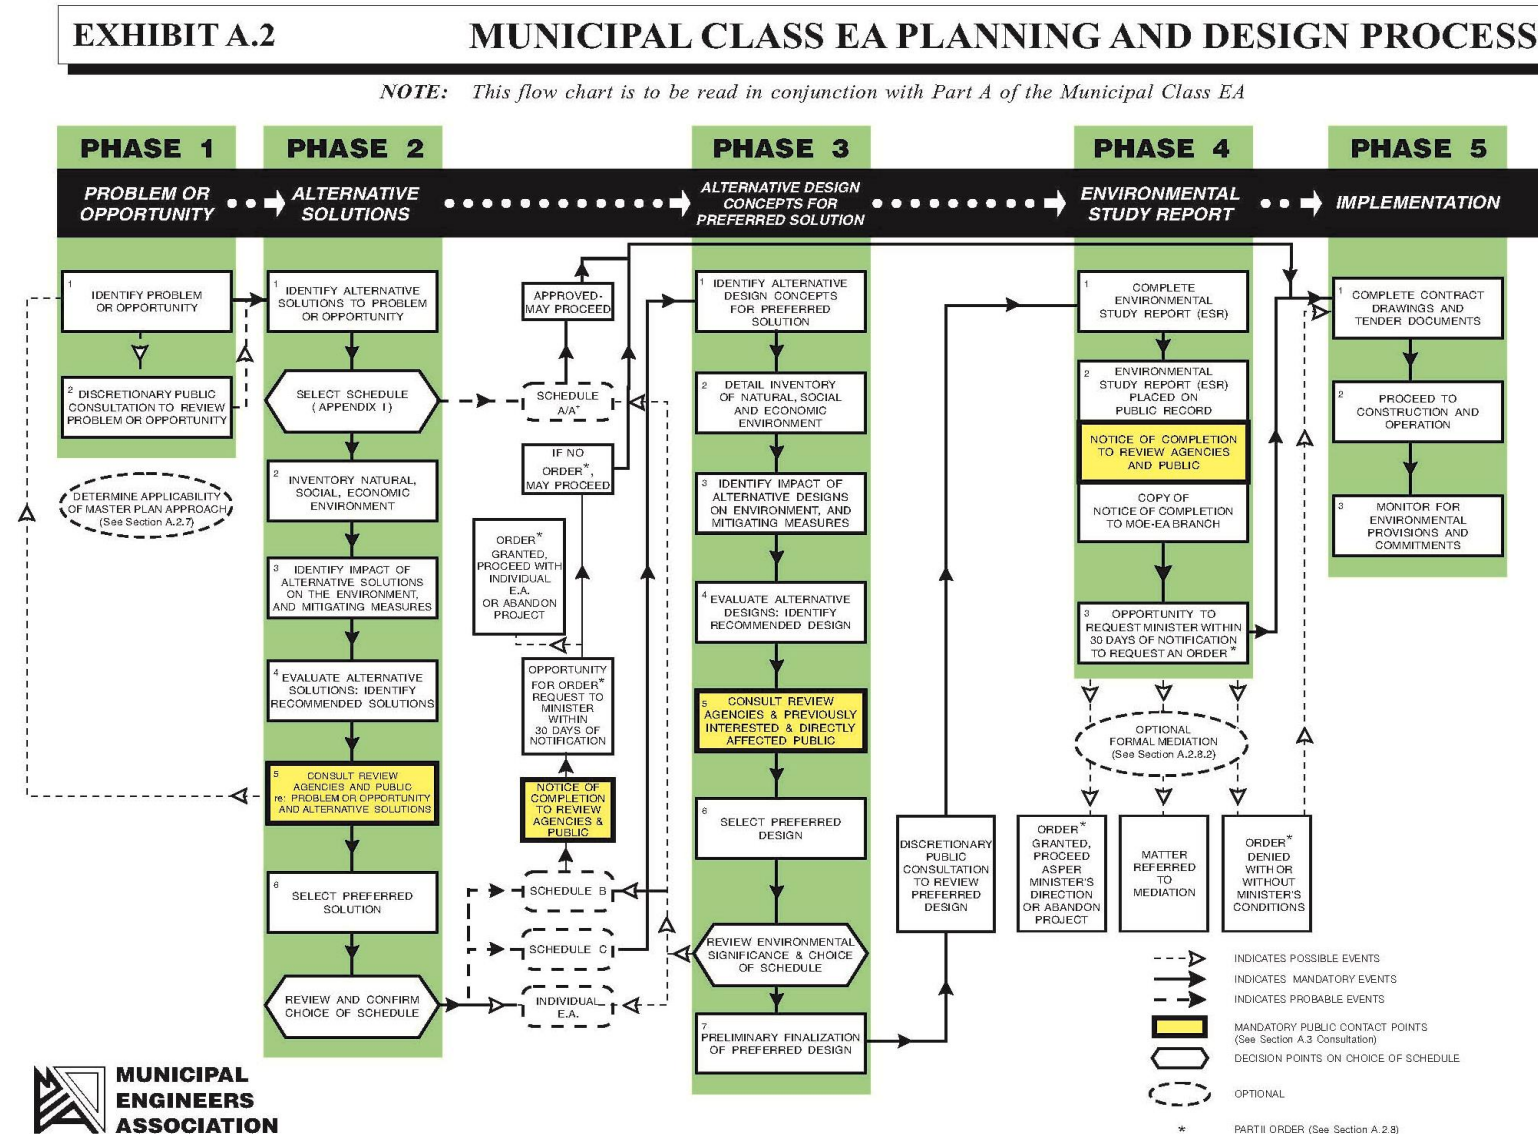 EXHIBIT A.2
MUNICIPAL CLASS EA PLANNING AND DESIGN PROCESS
NOTE: This flow chart is to be read in conjunction with Part A of the Municipal Class EA
PHASE 1
PROBLEM OR
OPPORTUNITY
1
IDENTIFY PROBLEM
OR OPPORTUNITY
2
DISCRETIONARY PUBLIC
CONSULTATION TO REVIEW
PROBLEM OR OPPORTUNITY
DETERMINE APPLICABILITY
OF MASTER PLAN APPROACH
(See Section A.2.7)
PHASE 2
ALTERNATIVE
SOLUTIONS
1
IDENTIFY ALTERNATIVE
SOLUTIONS TO PROBLEM
OR OPPORTUNITY
SELECT SCHEDULE
(APPENDIX I)
2
INVENTORY NATURAL,
SOCIAL, ECONOMIC
ENVIRONMENT
3
IDENTIFY IMPACT OF
ALTERNATIVE SOLUTIONS
ON THE ENVIRONMENT,
AND MITIGATING MEASURES
4
EVALUATE ALTERNATIVE
SOLUTIONS: IDENTIFY
RECOMMENDED SOLUTIONS
5
CONSULT REVIEW
AGENCIES AND PUBLIC
re: PROBLEM OR OPPORTUNITY
AND ALTERNATIVE SOLUTIONS
6
SELECT PREFERRED
SOLUTION
REVIEW AND CONFIRM
CHOICE OF SCHEDULE
APPROVED-
MAY PROCEED
SCHEDULE
A/A+
IF NO
ORDER*,
MAY PROCEED
ORDER*
GRANTED,
PROCEED WITH
INDIVIDUAL
E.A.
OR ABANDON
PROJECT
OPPORTUNITY
FOR ORDER*
REQUEST TO
MINISTER
WITHIN
30 DAYS OF
NOTIFICATION
NOTICE OF
COMPLETION
TO REVIEW
AGENCIES &
PUBLIC
SCHEDULE B
SCHEDULE C
INDIVIDUAL
E.A.
PHASE 3
ALTERNATIVE DESIGN
CONCEPTS FOR
PREFERRED SOLUTION
1
IDENTIFY ALTERNATIVE
DESIGN CONCEPTS
FOR PREFERRED
SOLUTION
2
DETAIL INVENTORY
OF NATURAL, SOCIAL
AND ECONOMIC
ENVIRONMENT
3
IDENTIFY IMPACT OF
ALTERNATIVE DESIGNS
ON ENVIRONMENT, AND
MITIGATING MEASURES
4
EVALUATE ALTERNATIVE
DESIGNS: IDENTIFY
RECOMMENDED DESIGN
5
CONSULT REVIEW
AGENCIES & PREVIOUSLY
INTERESTED & DIRECTLY
AFFECTED PUBLIC
6
SELECT PREFERRED
DESIGN
REVIEW ENVIRONMENTAL
SIGNIFICANCE & CHOICE
OF SCHEDULE
7
PRELIMINARY FINALIZATION
OF PREFERRED DESIGN
DISCRETIONARY
PUBLIC
CONSULTATION
TO REVIEW
PREFERRED
DESIGN
PHASE 4
ENVIRONMENTAL
STUDY REPORT
1
COMPLETE
ENVIRONMENTAL
STUDY REPORT (ESR)
2
ENVIRONMENTAL
STUDY REPORT (ESR)
PLACED ON
PUBLIC RECORD
NOTICE OF COMPLETION
TO REVIEW AGENCIES
AND PUBLIC
COPY OF
NOTICE OF COMPLETION
TO MOE-EA BRANCH
3
OPPORTUNITY TO
REQUEST MINISTER WITHIN
30 DAYS OF NOTIFICATION
TO REQUEST AN ORDER*
OPTIONAL
FORMAL MEDIATION
(See Section A.2.8.2)
ORDER*
GRANTED,
PROCEED
ASPER
MINISTER'S
DIRECTION
OR ABANDON
PROJECT
MATTER
REFERRED
TO
MEDIATION
ORDER*
DENIED
WITH OR
WITHOUT
MINISTER'S
CONDITIONS
PHASE 5
IMPLEMENTATION
1
COMPLETE CONTRACT
DRAWINGS AND
TENDER DOCUMENTS
2
PROCEED TO
CONSTRUCTION AND
OPERATION
3
MONITOR FOR
ENVIRONMENTAL
PROVISIONS AND
COMMITMENTS
INDICATES POSSIBLE EVENTS
INDICATES MANDATORY EVENTS
INDICATES PROBABLE EVENTS
MANDATORY PUBLIC CONTACT POINTS
(See Section A.3 Consultation)
DECISION POINTS ON CHOICE OF SCHEDULE
OPTIONAL
* PART II ORDER (See Section A.2.8)
MUNICIPAL
ENGINEERS
ASSOCIATION